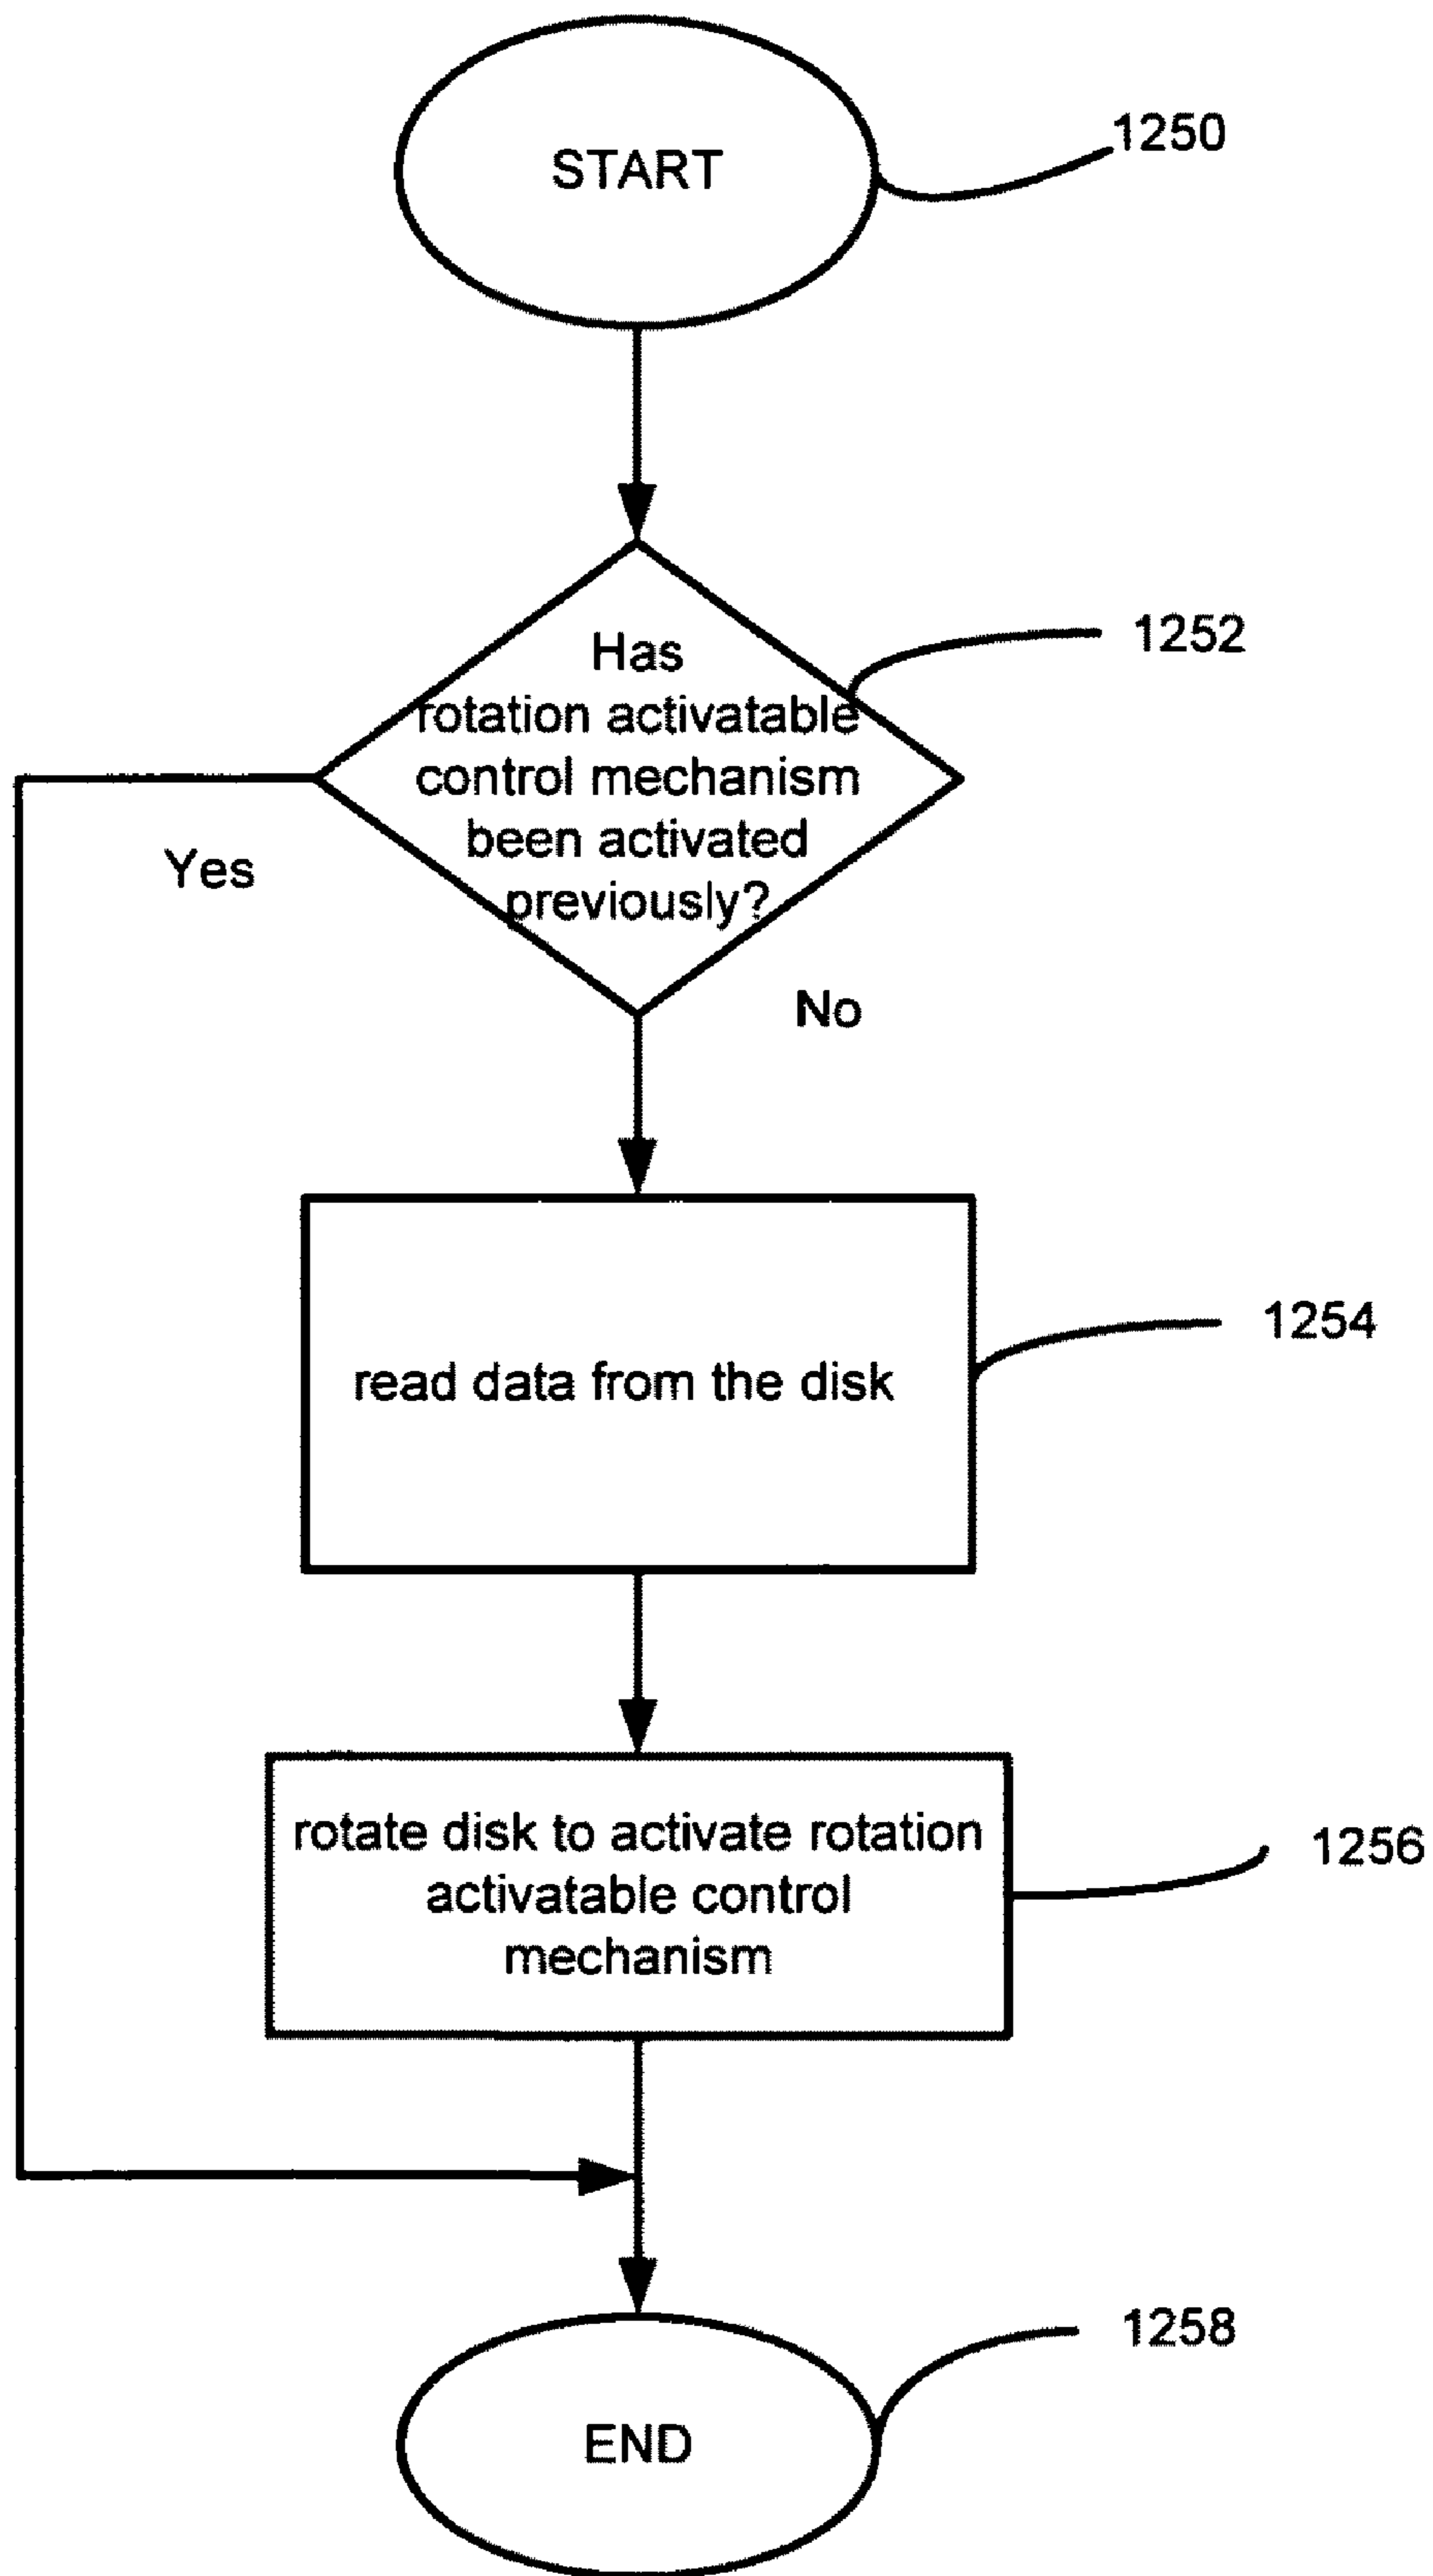 START
1250
1252
Has
rotation activatable
control mechanism
been activated
previously?
Yes
No
1254
read data from the disk
1256
rotate disk to activate rotation
activatable control
mechanism
1258
END